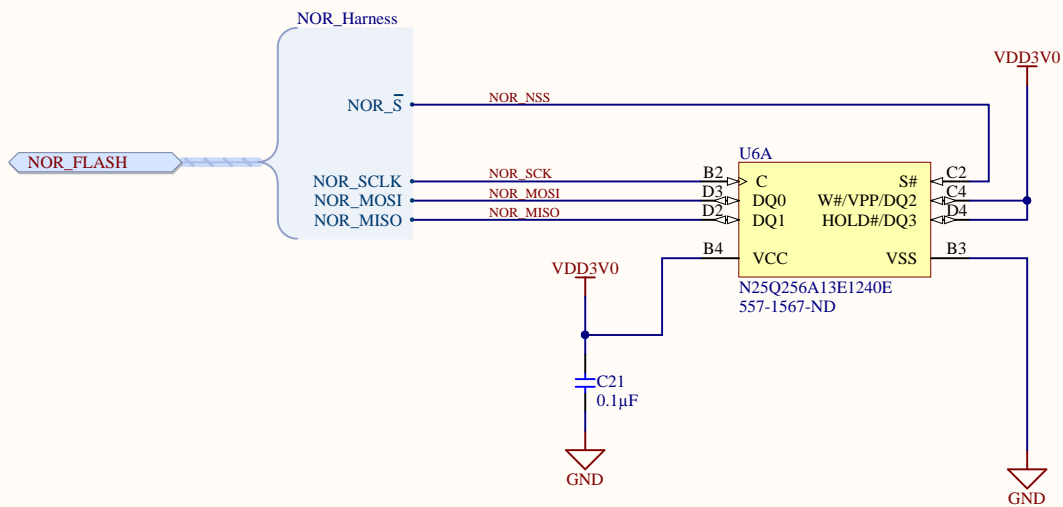 NOR_Harness
VDD3V0
NOR_S̅ NOR_NSS
NOR_FLASH
U6A
NOR_SCLK NOR_SCK B2 C S# C2
NOR_MOSI NOR_MOSI D3 DQ0 W#/VPP/DQ2 C4
NOR_MISO NOR_MISO D2 DQ1 HOLD#/DQ3 D4
B4 VCC VSS B3
VDD3V0
N25Q256A13E1240E
557-1567-ND
C21
0.1µF
GND
GND